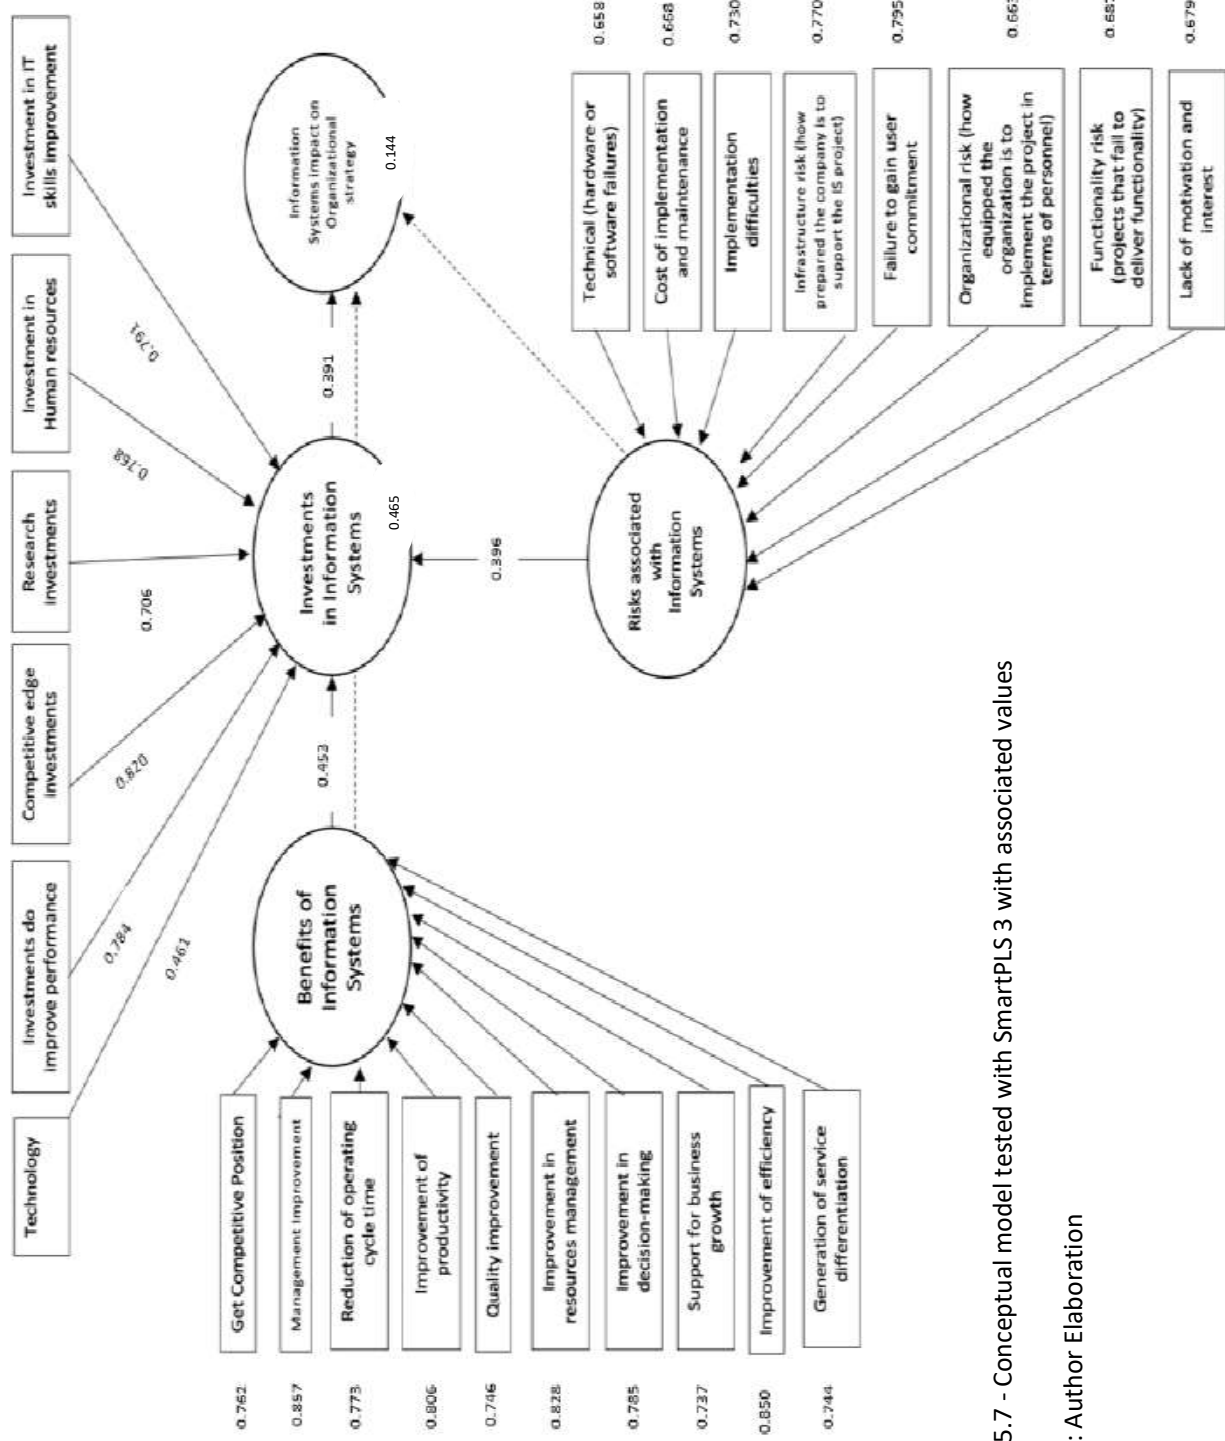 Technology
Investments do
improve performance
Competitive edge
investments
Research
investments
Investment in
Human resources
Investment in IT
skills improvement
0.461
0.784
0.820
0.706
0.768
0.791
Benefits of
Information
Systems
0.453
Investments
in Information
Systems
0.465
0.391
Information
Systems impact on
Organizational
strategy
0.144
0.396
Risks associated
with
Information
Systems
0.762
Get Competitive Position
0.857
Management Improvement
0.773
Reduction of operating
cycle time
0.806
Improvement of
productivity
0.746
Quality improvement
0.828
Improvement in
resources management
0.785
Improvement in
decision-making
0.737
Support for business
growth
0.850
Improvement of efficiency
0.744
Generation of service
differentiation
Technical (hardware or
software failures)
0.658
Cost of implementation
and maintenance
0.668
Implementation
difficulties
0.730
Infrastructure risk (how
prepared the company is to
support the IS project)
0.770
Failure to gain user
commitment
0.795
Organizational risk (how
equipped the
organization is to
implement the project in
terms of personnel)
Functionality risk
(projects that fail to
deliver functionality)
Lack of motivation and
interest
0.679
5.7 - Conceptual model tested with SmartPLS 3 with associated values
: Author Elaboration